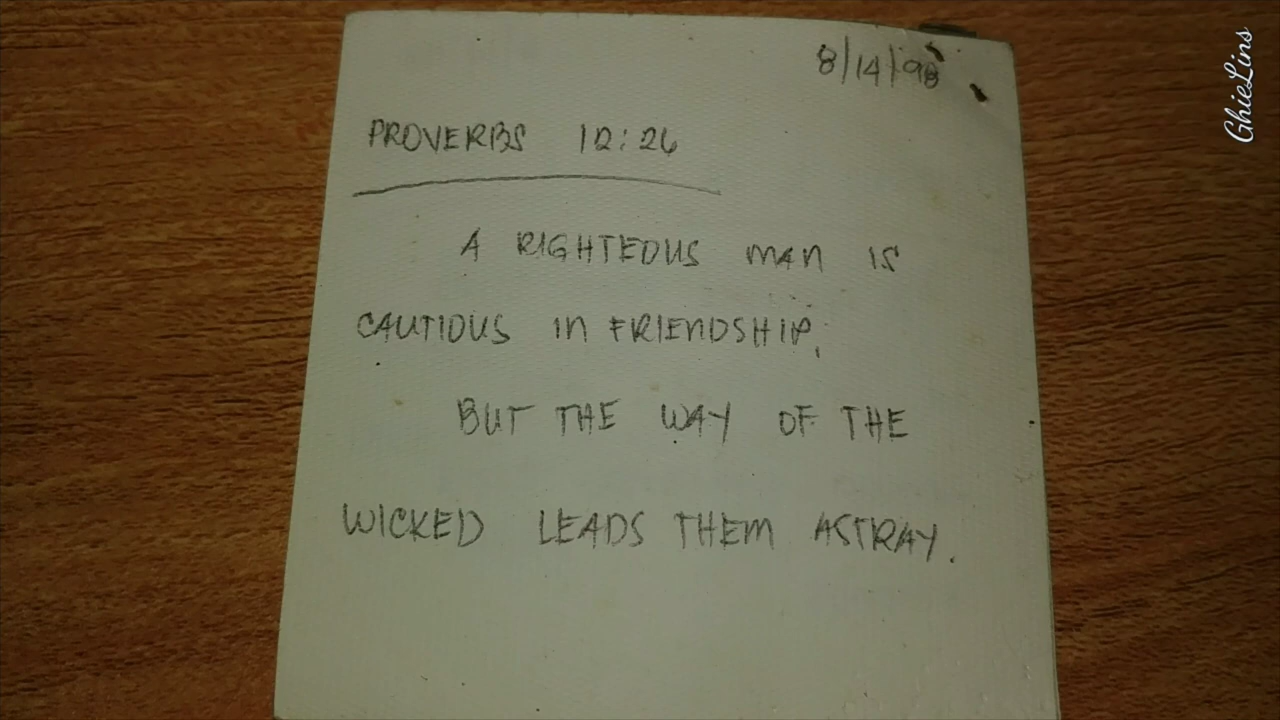 8/14/98
PROVERBS 12:26
A RIGHTEOUS MAN IS
CAUTIOUS IN FRIENDSHIP,
BUT THE WAY OF THE
WICKED LEADS THEM ASTRAY.
GhieLins